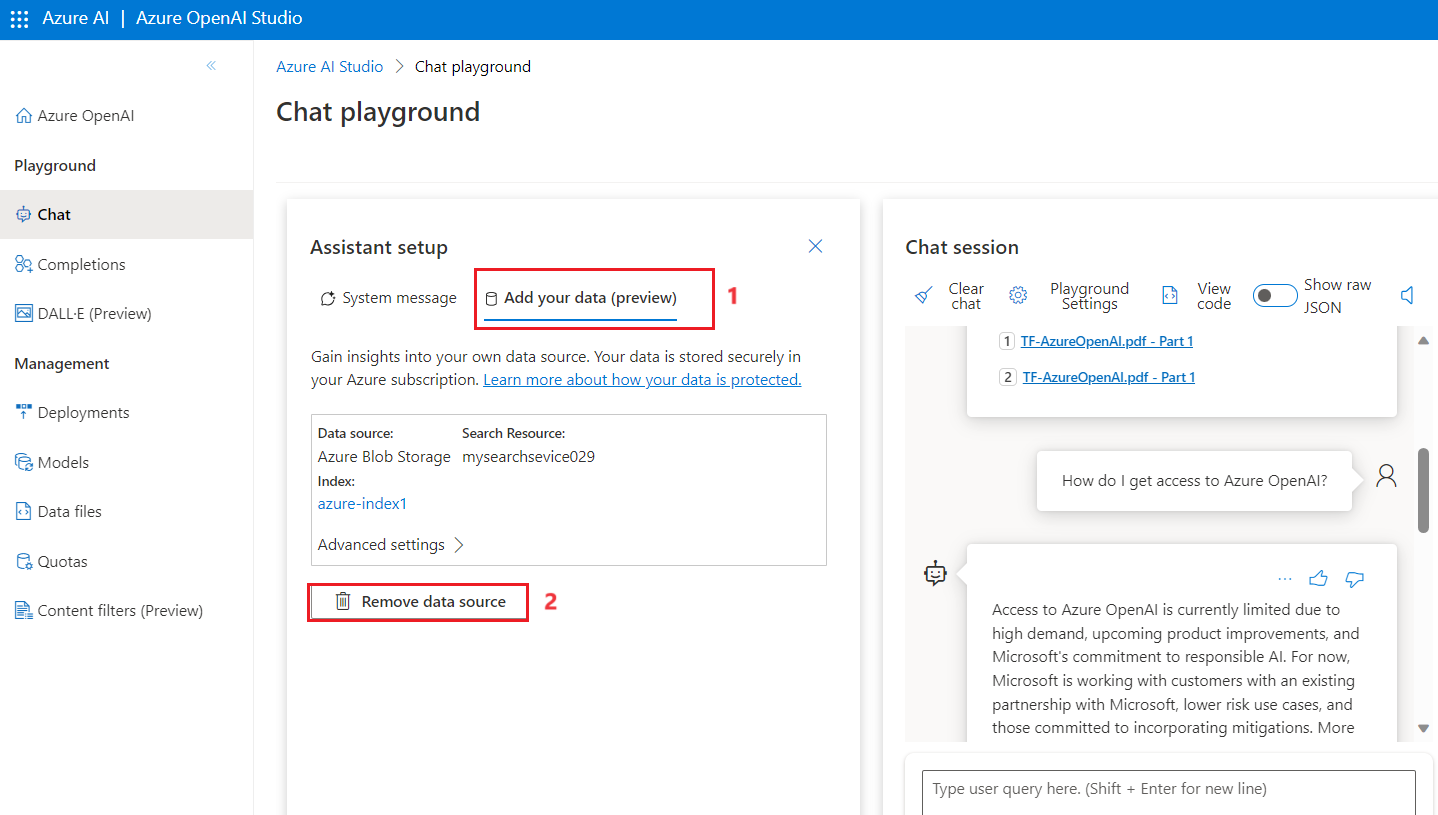 Azure AI | Azure OpenAI Studio
Azure AI Studio > Chat playground
Chat playground
Azure OpenAI
Playground
Chat
Completions
DALL·E (Preview)
Management
Deployments
Models
Data files
Quotas
Content filters (Preview)
Assistant setup
System message
Add your data (preview)
1
Gain insights into your own data source. Your data is stored securely in
your Azure subscription. Learn more about how your data is protected.
Data source:
Azure Blob Storage
Search Resource:
mysearchsevice029
Index:
azure-index1
Advanced settings
Remove data source
2
Chat session
Clear
chat
Playground
Settings
View
code
Show raw
JSON
1 TF-AzureOpenAI.pdf - Part 1
2 TF-AzureOpenAI.pdf - Part 1
How do I get access to Azure OpenAI?
Access to Azure OpenAI is currently limited due to
high demand, upcoming product improvements, and
Microsoft's commitment to responsible AI. For now,
Microsoft is working with customers with an existing
partnership with Microsoft, lower risk use cases, and
those committed to incorporating mitigations. More
Type user query here. (Shift + Enter for new line)